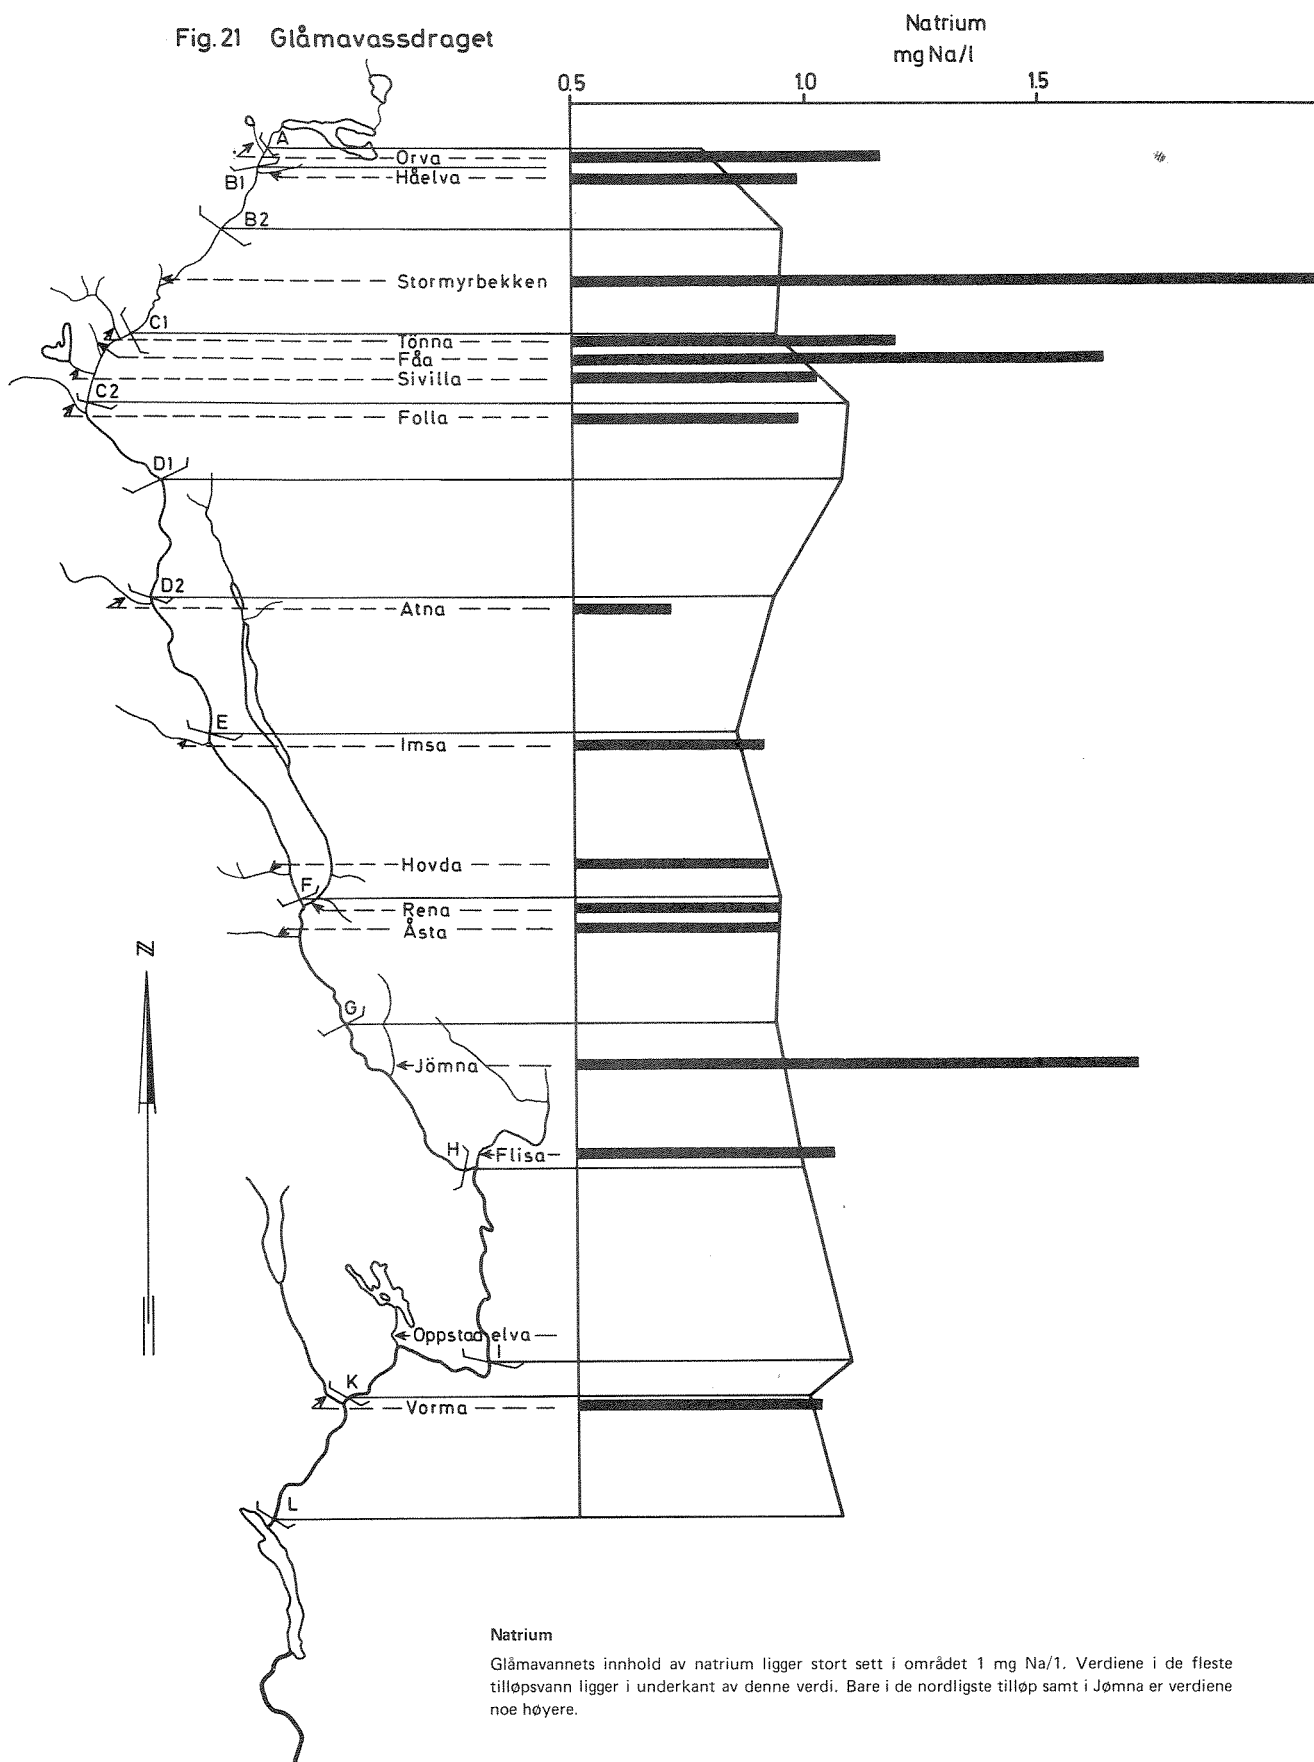 Fig. 21 Glåmavassdraget
Natrium
mg Na/l
0.5 1.0 1.5
A
Orva
B1
Håelva
B2
Stormyrbekken
C1
Tönna
Fåa
Sivilla
C2
Folla
D1
D2
Atna
E
Imsa
Hovda
F
Rena
Åsta
N
G
Jömna
H
Flisa
Oppstadelva
I
K
Vorma
L
Natrium
Glåmavannets innhold av natrium ligger stort sett i området 1 mg Na/1. Verdiene i de fleste
tilløpsvann ligger i underkant av denne verdi. Bare i de nordligste tilløp samt i Jømna er verdiene
noe høyere.